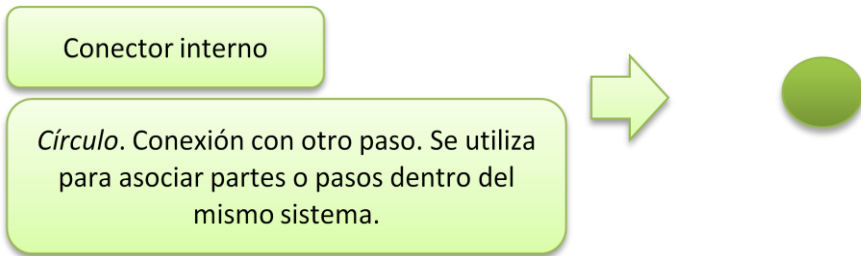 Conector interno
Círculo. Conexión con otro paso. Se utiliza
para asociar partes o pasos dentro del
mismo sistema.